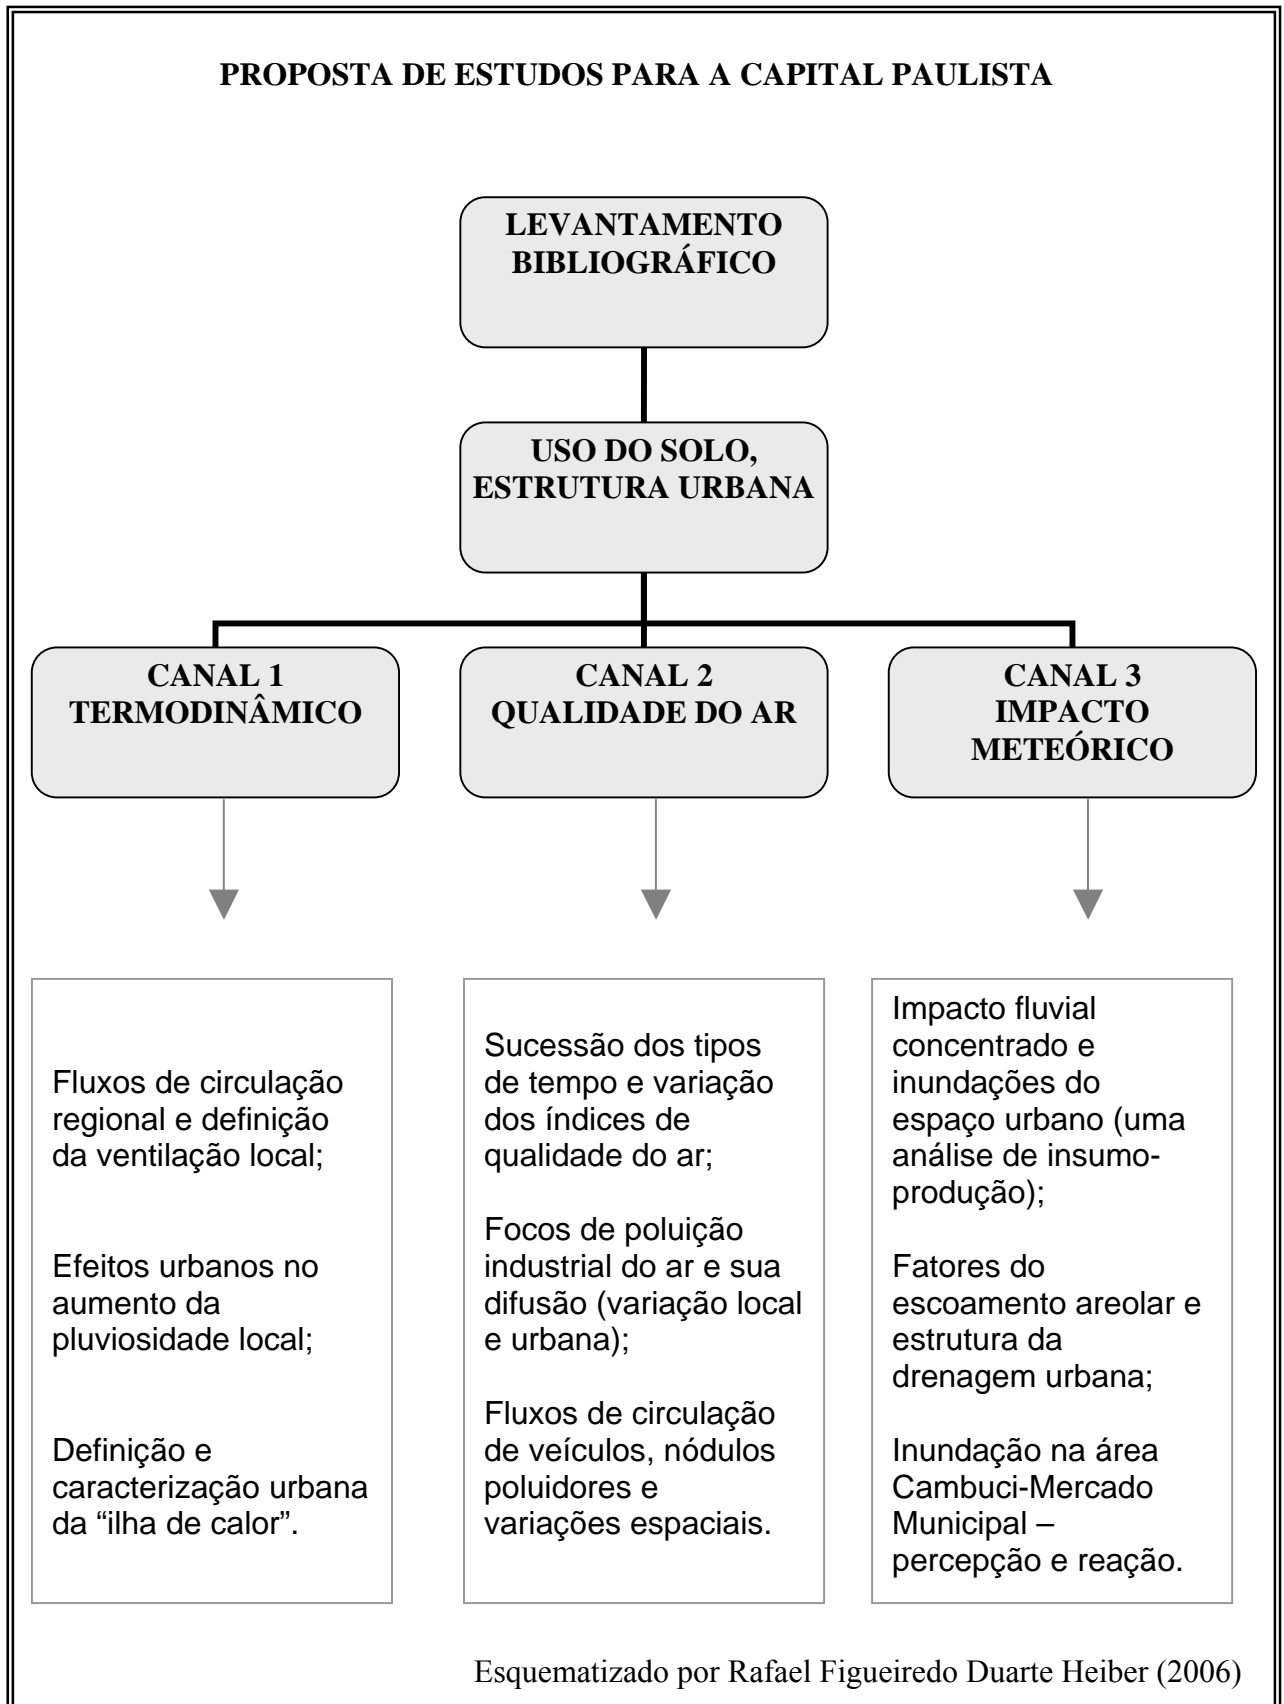 PROPOSTA DE ESTUDOS PARA A CAPITAL PAULISTA
LEVANTAMENTO
BIBLIOGRÁFICO
USO DO SOLO,
ESTRUTURA URBANA
CANAL 1
TERMODINÂMICO
CANAL 2
QUALIDADE DO AR
CANAL 3
IMPACTO
METEÓRICO
Fluxos de circulação
regional e definição
da ventilação local;
Efeitos urbanos no
aumento da
pluviosidade local;
Definição e
caracterização urbana
da “ilha de calor”.
Sucessão dos tipos
de tempo e variação
dos índices de
qualidade do ar;
Focos de poluição
industrial do ar e sua
difusão (variação local
e urbana);
Fluxos de circulação
de veículos, nódulos
poluidores e
variações espaciais.
Impacto fluvial
concentrado e
inundações do
espaço urbano (uma
análise de insumo-
produção);
Fatores do
escoamento areolar e
estrutura da
drenagem urbana;
Inundação na área
Cambuci-Mercado
Municipal –
percepção e reação.
Esquematizado por Rafael Figueiredo Duarte Heiber (2006)